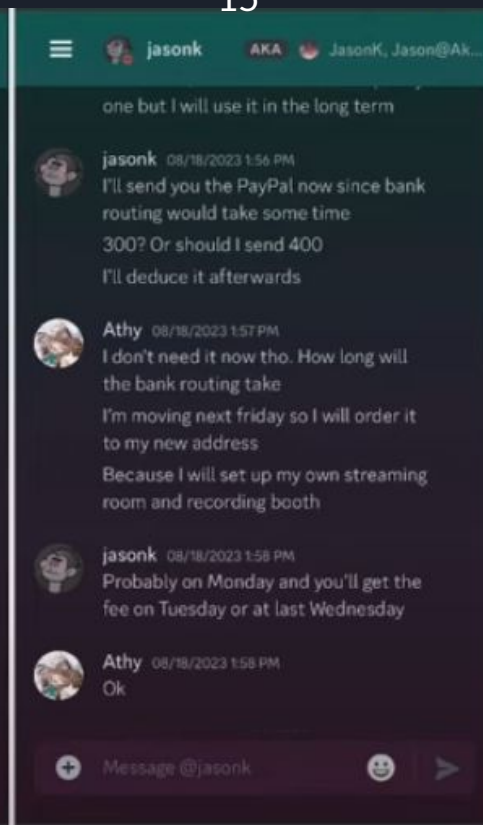 15
jasonk AKA JasonK, Jason@Ak...
one but I will use it in the long term
jasonk 08/18/2023 1:56 PM
I'll send you the PayPal now since bank
routing would take some time
300? Or should I send 400
I'll deduce it afterwards
Athy 08/18/2023 1:57 PM
I don't need it now tho. How long will
the bank routing take
I'm moving next friday so I will order it
to my new address
Because I will set up my own streaming
room and recording booth
jasonk 08/18/2023 1:58 PM
Probably on Monday and you'll get the
fee on Tuesday or at last Wednesday
Athy 08/18/2023 1:58 PM
Ok
Message @jasonk